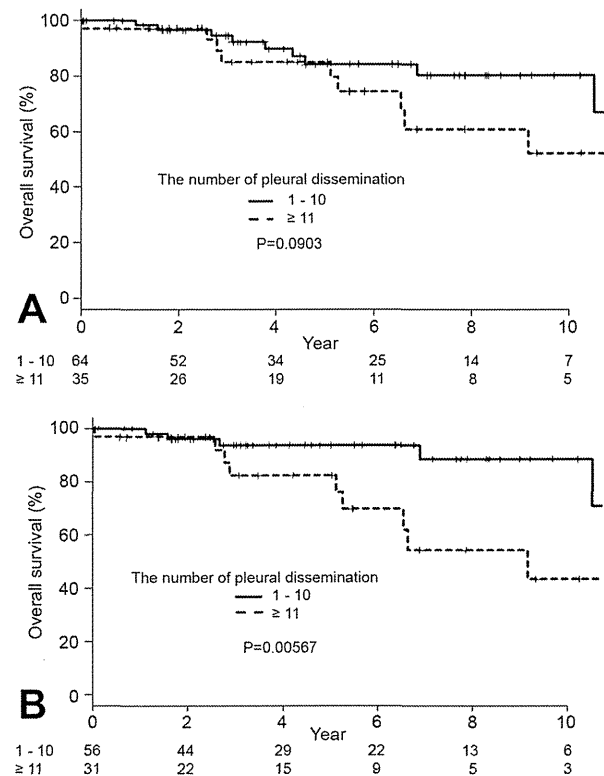 100
80
60
40
20
0
Overall survival (%)
The number of pleural dissemination
1 - 10
≥ 11
P=0.0903
A
0 2 4 6 8 10
Year
1 - 10 64 52 34 25 14 7
≥ 11 35 26 19 11 8 5
100
80
60
40
20
0
Overall survival (%)
The number of pleural dissemination
1 - 10
≥ 11
P=0.00567
B
0 2 4 6 8 10
Year
1 - 10 56 44 29 22 13 6
≥ 11 31 22 15 9 5 3